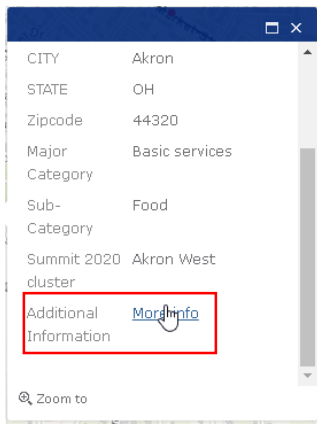 CITY Akron
STATE OH
Zipcode 44320
Major Basic services
Category
Sub- Food
Category
Summit 2020 Akron West
cluster
Additional More info
Information
Zoom to